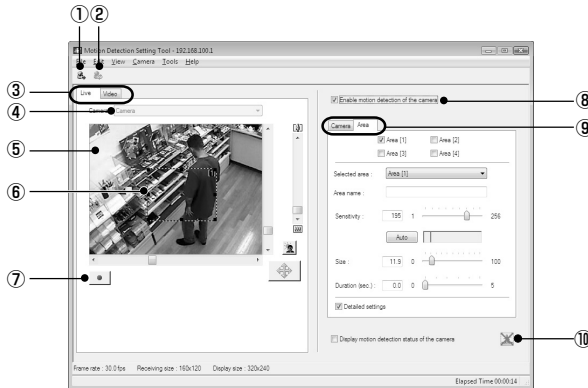 ① ②
Motion Detection Setting Tool - 192.168.100.1
File Edit View Camera Tools Help
③ Live Video
④ Camera : Camera
⑤
⑥
⑦
Enable motion detection of the camera ⑧
Camera Area ⑨
Area [1] Area [2]
Area [3] Area [4]
Selected area : Area [1]
Area name :
Sensitivity : 195 1 256
Auto
Size : 11.9 0 100
Duration (sec.) : 0.0 0 5
Detailed settings
Display motion detection status of the camera ⑩
Frame rate : 30.0 fps Receiving size : 160x120 Display size : 320x240
Elapsed Time 00:00:14